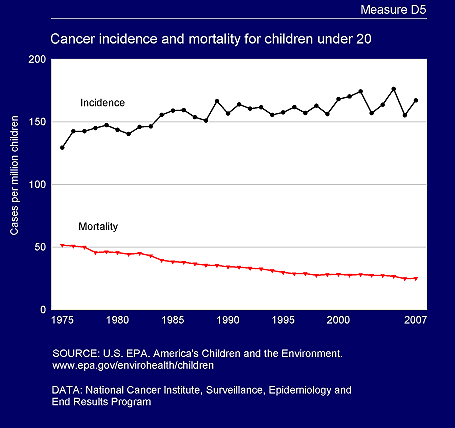 Measure D5
Cancer incidence and mortality for children under 20
200
Incidence
150
Cases per million children
100
Mortality
50
0
1975 1980 1985 1990 1995 2000 2007
SOURCE: U.S. EPA. America's Children and the Environment.
www.epa.gov/envirohealth/children
DATA: National Cancer Institute, Surveillance, Epidemiology and
End Results Program